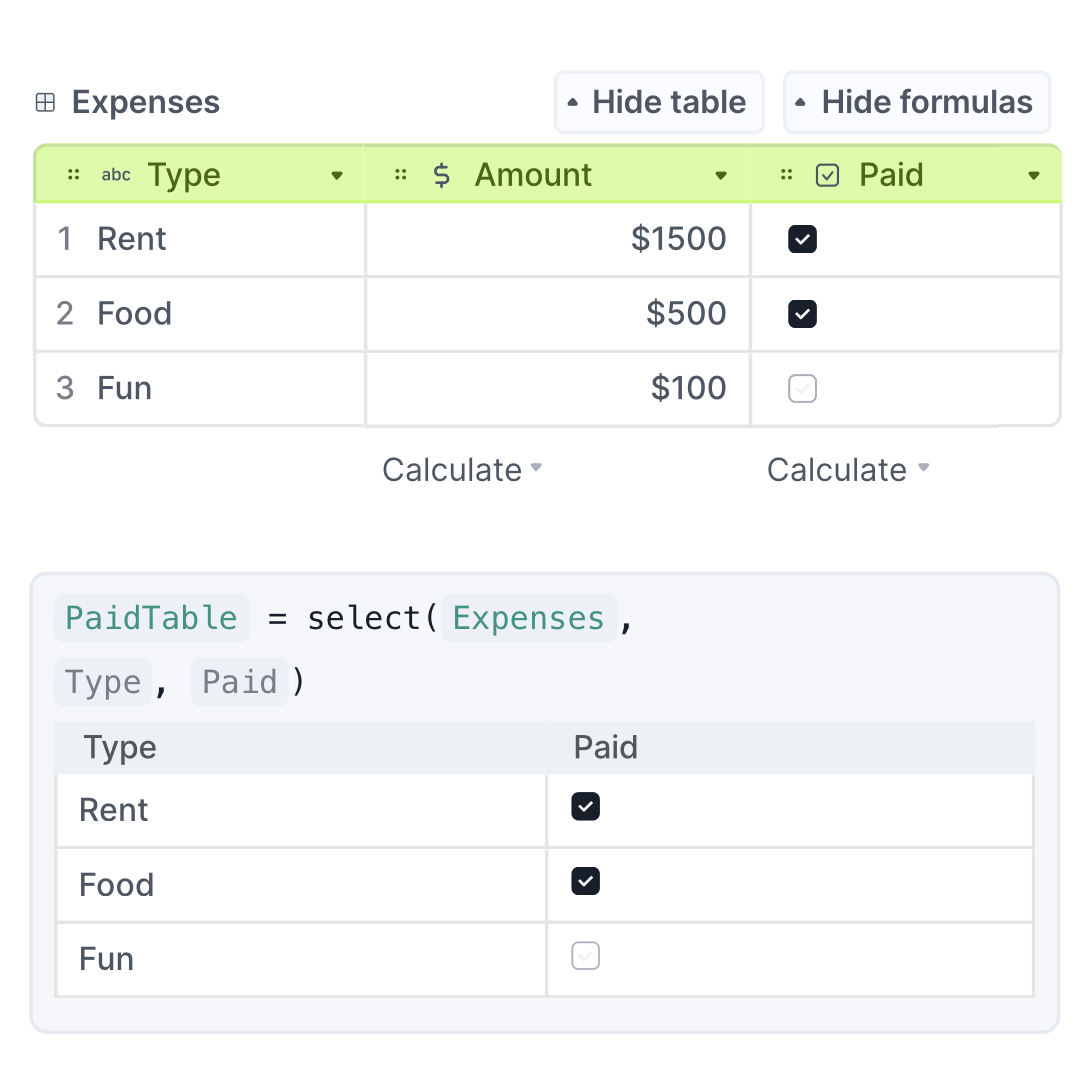 Expenses Hide table Hide formulas
abc Type $ Amount Paid
1 Rent $1500
2 Food $500
3 Fun $100
Calculate Calculate
PaidTable = select(Expenses,
Type, Paid)
Type Paid
Rent
Food
Fun